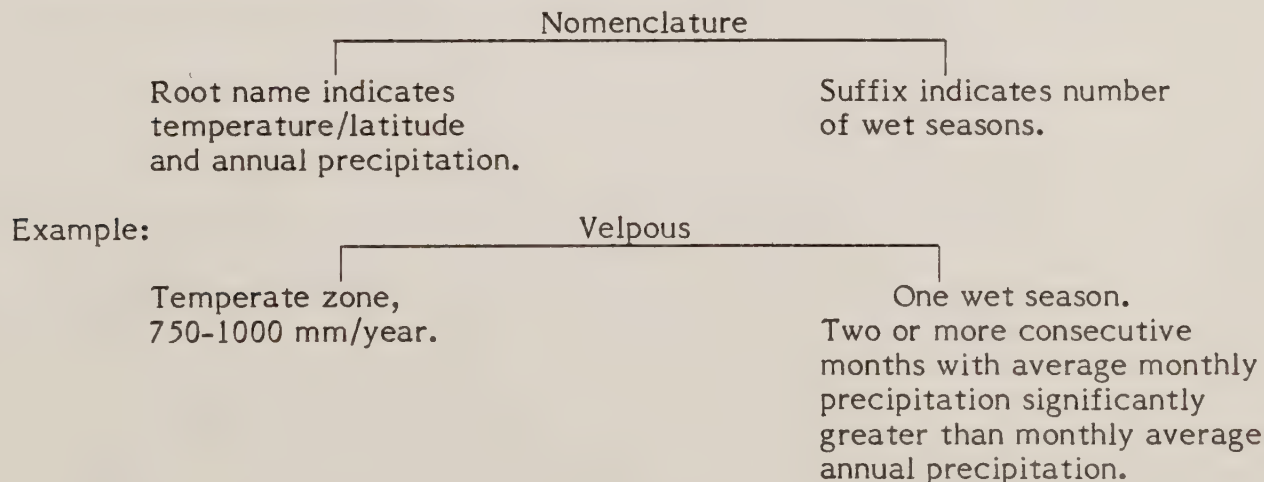 Nomenclature
Root name indicates
temperature/latitude
and annual precipitation.
Suffix indicates number
of wet seasons.
Example:
Velpous
Temperate zone,
750-1000 mm/year.
One wet season.
Two or more consecutive
months with average monthly
precipitation significantly
greater than monthly average
annual precipitation.